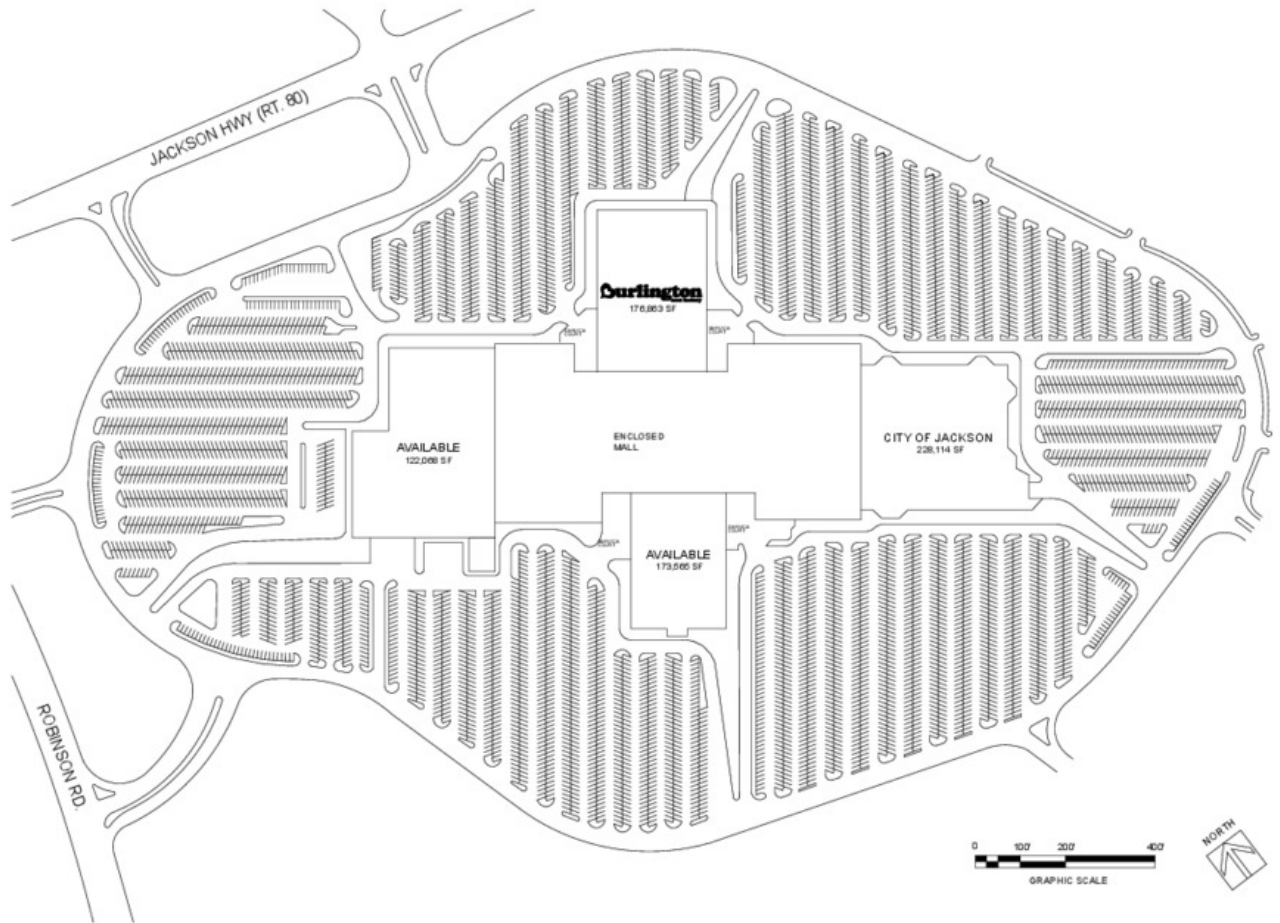 JACKSON HWY (RT. 80)
Burlington
176,863 SF
AVAILABLE
122,068 SF
ENCLOSED
MALL
CITY OF JACKSON
228,114 SF
AVAILABLE
173,565 SF
ROBINSON RD.
0 100' 200' 400'
GRAPHIC SCALE
NORTH